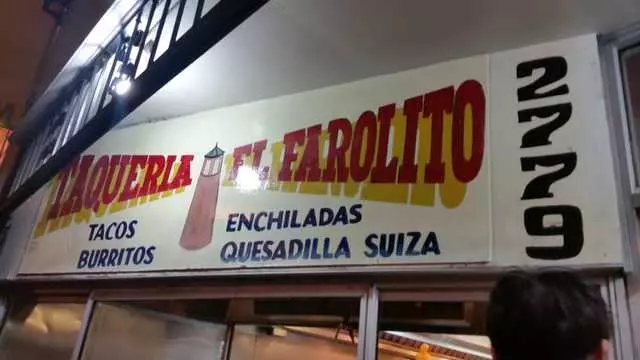 TAQUERIA EL FAROLITO
TACOS
BURRITOS
ENCHILADAS
QUESADILLA SUIZA
2779